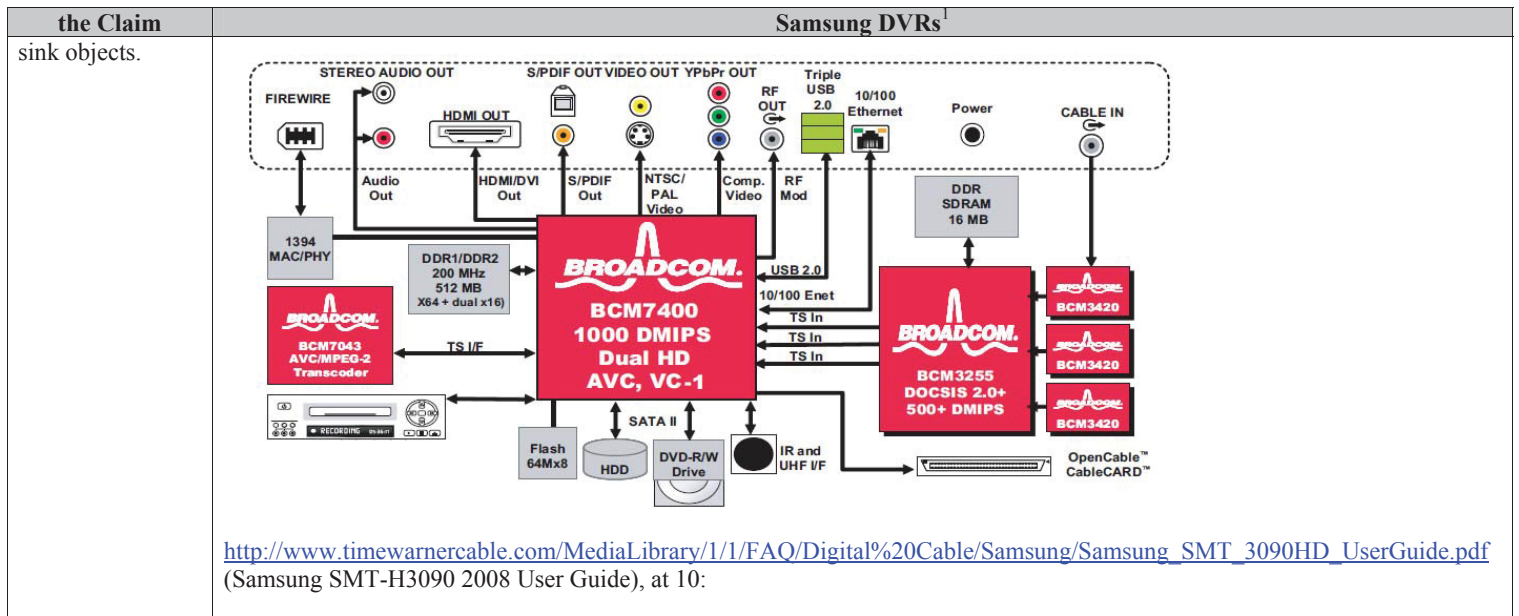 the Claim
Samsung DVRs1
sink objects.
STEREO AUDIO OUT
S/PDIF OUT
VIDEO OUT
YPbPr OUT
Triple
USB
2.0
FIREWIRE
HDMI OUT
RF
OUT
10/100
Ethernet
Power
CABLE IN
Audio
Out
HDMI/DVI
Out
S/PDIF
Out
NTSC/
PAL
Video
Comp.
Video
RF
Mod
DDR
SDRAM
16 MB
1394
MAC/PHY
DDR1/DDR2
200 MHz
512 MB
X64 + dual x16)
BROADCOM.
BCM7400
1000 DMIPS
Dual HD
AVC, VC-1
USB 2.0
10/100 Enet
TS In
TS In
TS In
BROADCOM.
BCM3255
DOCSIS 2.0+
500+ DMIPS
BROADCOM.
BCM3420
BROADCOM.
BCM3420
BROADCOM.
BCM3420
BROADCOM.
BCM7043
AVC/MPEG-2
Transcoder
TS I/F
RECORDING
SATA II
Flash
64Mx8
HDD
DVD-R/W
Drive
IR and
UHF I/F
OpenCable™
CableCARD™
http://www.timewarnercable.com/MediaLibrary/1/1/FAQ/Digital%20Cable/Samsung/Samsung_SMT_3090HD_UserGuide.pdf
(Samsung SMT-H3090 2008 User Guide), at 10: